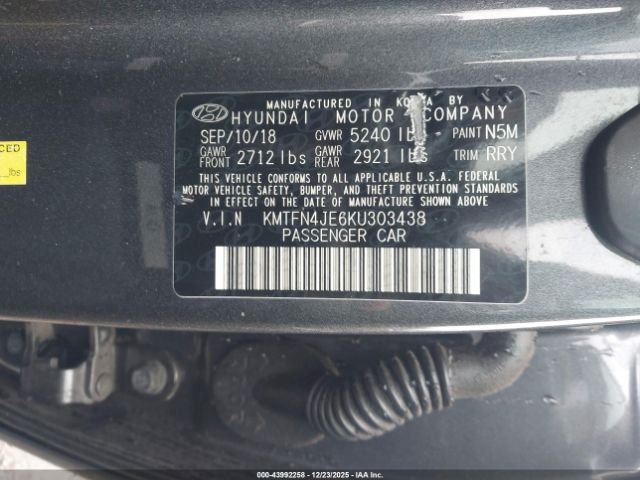 MANUFACTURED IN KOREA BY
HYUNDAI MOTOR COMPANY
SEP/10/18 GVWR 5240 lbs PAINT N5M
GAWR FRONT 2712 lbs GAWR REAR 2921 lbs TRIM RRY
THIS VEHICLE CONFORMS TO ALL APPLICABLE U.S.A. FEDERAL
MOTOR VEHICLE SAFETY, BUMPER, AND THEFT PREVENTION STANDARDS
IN EFFECT ON THE DATE OF MANUFACTURE SHOWN ABOVE
V.I.N KMTFN4JE6KU303438
PASSENGER CAR
CED
lbs
000-43992258 - 12/23/2025 - IAAI.COM